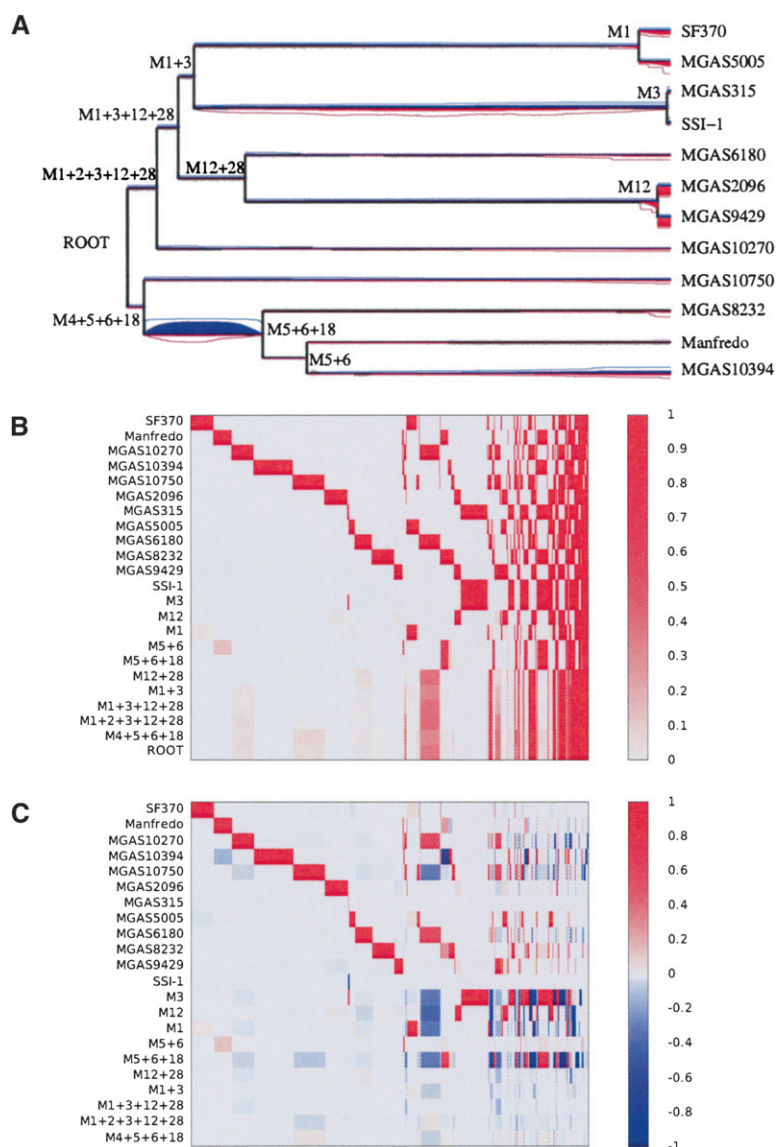 A
M1
SF370
MGAS5005
M1+3
M3
MGAS315
SSI-1
M1+3+12+28
MGAS6180
M1+2+3+12+28
M12+28
M12
MGAS2096
MGAS9429
ROOT
MGAS10270
MGAS10750
M4+5+6+18
M5+6+18
MGAS8232
M5+6
Manfredo
MGAS10394
B
SF370
Manfredo
MGAS10270
MGAS10394
MGAS10750
MGAS2096
MGAS315
MGAS5005
MGAS6180
MGAS8232
MGAS9429
SSI-1
M3
M12
M1
M5+6
M5+6+18
M12+28
M1+3
M1+3+12+28
M1+2+3+12+28
M4+5+6+18
ROOT
1
0.9
0.8
0.7
0.6
0.5
0.4
0.3
0.2
0.1
0
C
SF370
Manfredo
MGAS10270
MGAS10394
MGAS10750
MGAS2096
MGAS315
MGAS5005
MGAS6180
MGAS8232
MGAS9429
SSI-1
M3
M12
M1
M5+6
M5+6+18
M12+28
M1+3
M1+3+12+28
M1+2+3+12+28
M4+5+6+18
1
0.8
0.6
0.4
0.2
0
-0.2
-0.4
-0.6
-0.8
-1